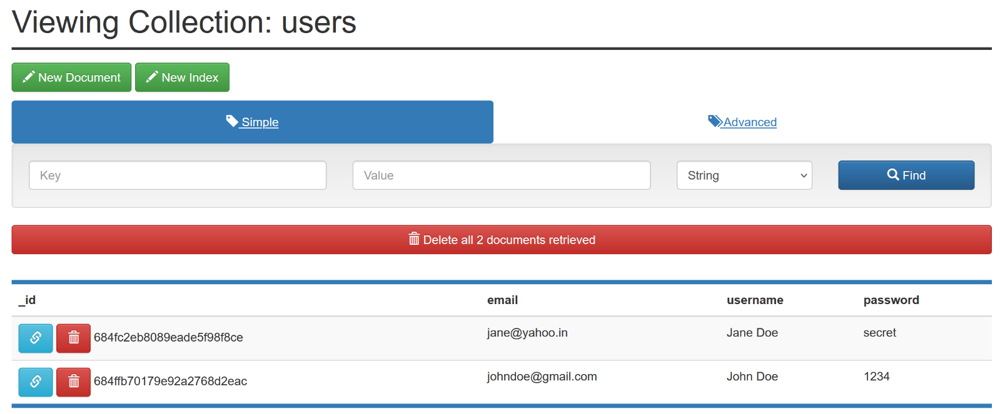 Viewing Collection: users
New Document New Index
Simple Advanced
Key Value String Find
Delete all 2 documents retrieved
_id email username password
684fc2eb8089eade5f98f8ce jane@yahoo.in Jane Doe secret
684ffb70179e92a2768d2eac johndoe@gmail.com John Doe 1234